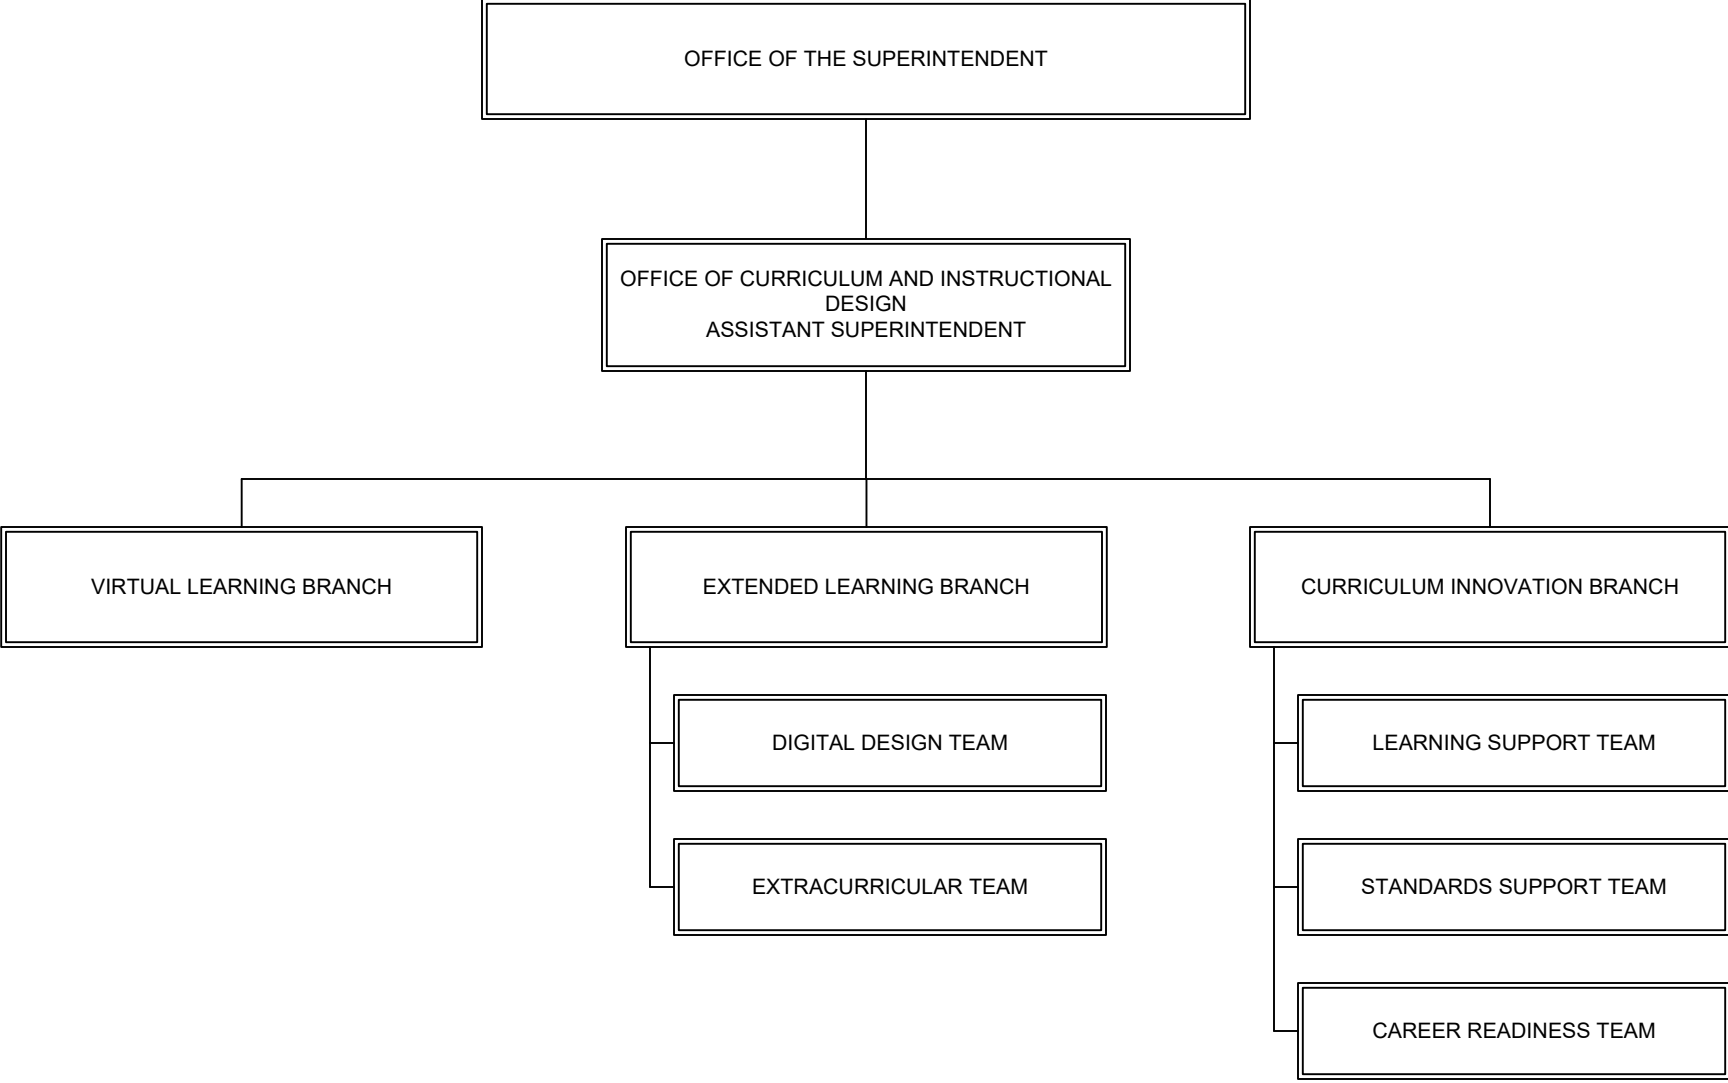 OFFICE OF THE SUPERINTENDENT
OFFICE OF CURRICULUM AND INSTRUCTIONAL
DESIGN
ASSISTANT SUPERINTENDENT
VIRTUAL LEARNING BRANCH
EXTENDED LEARNING BRANCH
CURRICULUM INNOVATION BRANCH
DIGITAL DESIGN TEAM
LEARNING SUPPORT TEAM
EXTRACURRICULAR TEAM
STANDARDS SUPPORT TEAM
CAREER READINESS TEAM